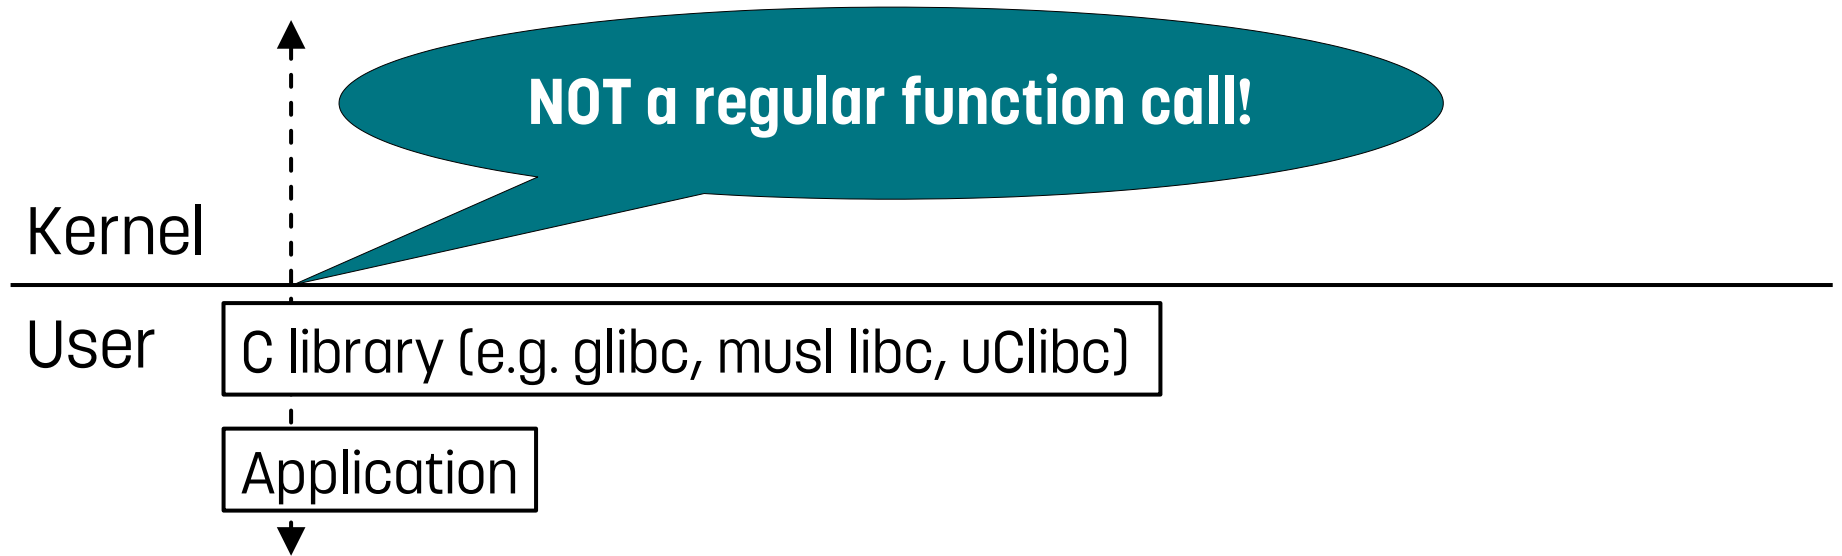 NOT a regular function call!
Kernel
User
C library (e.g. glibc, musl libc, uClibc)
Application